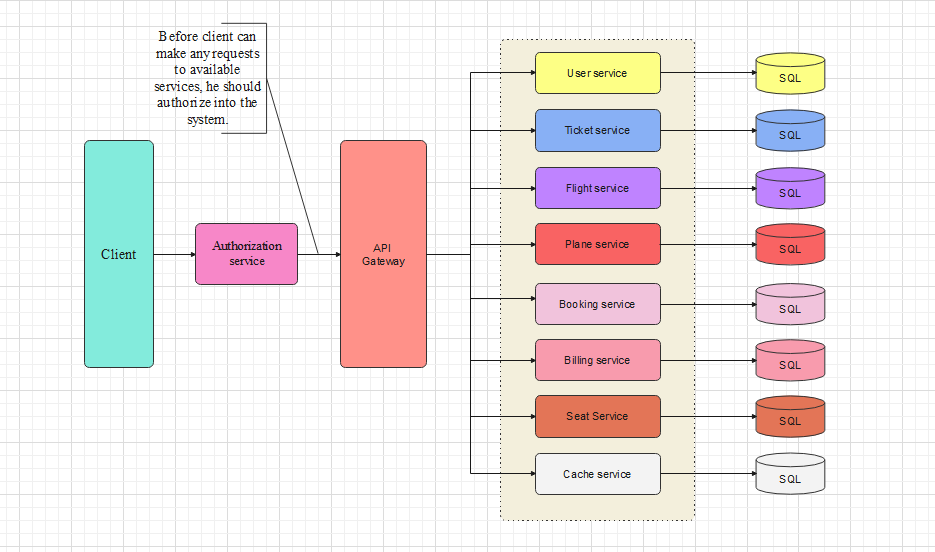 Before client can
make any requests
to available
services, he should
authorize into the
system.
Client
Authorization
service
API
Gateway
User service
SQL
Ticket service
SQL
Flight service
SQL
Plane service
SQL
Booking service
SQL
Billing service
SQL
Seat Service
SQL
Cache service
SQL